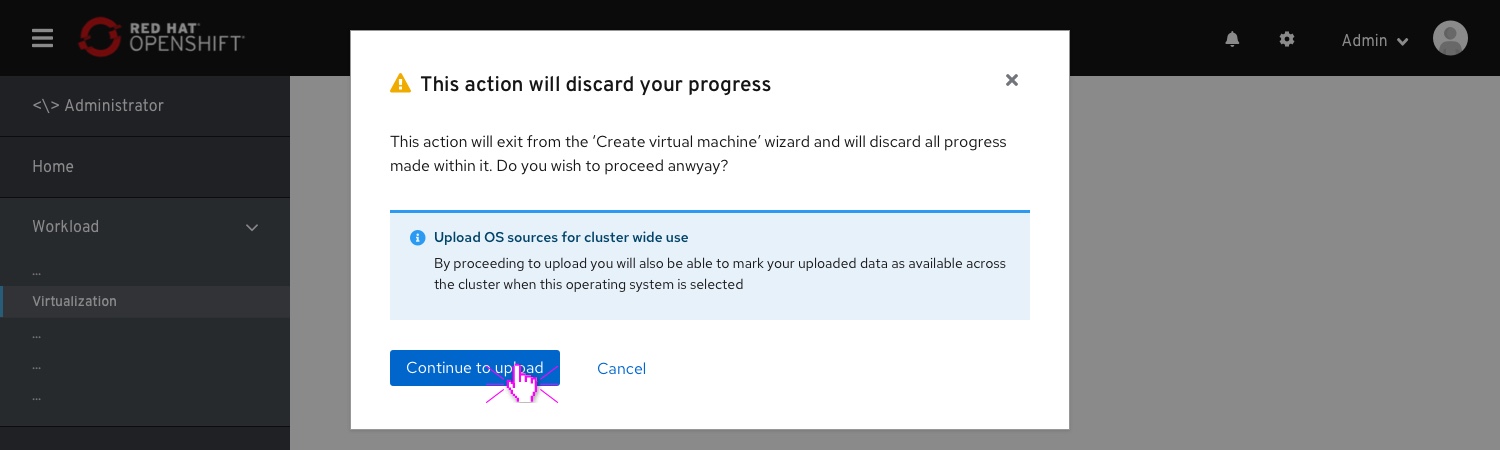 RED HAT®
OPENSHIFT®
Admin
<\> Administrator
Home
Workload
...
Virtualization
...
...
...
This action will discard your progress
This action will exit from the ‘Create virtual machine’ wizard and will discard all progress
made within it. Do you wish to proceed anwyay?
Upload OS sources for cluster wide use
By proceeding to upload you will also be able to mark your uploaded data as available across
the cluster when this operating system is selected
Continue to upload
Cancel